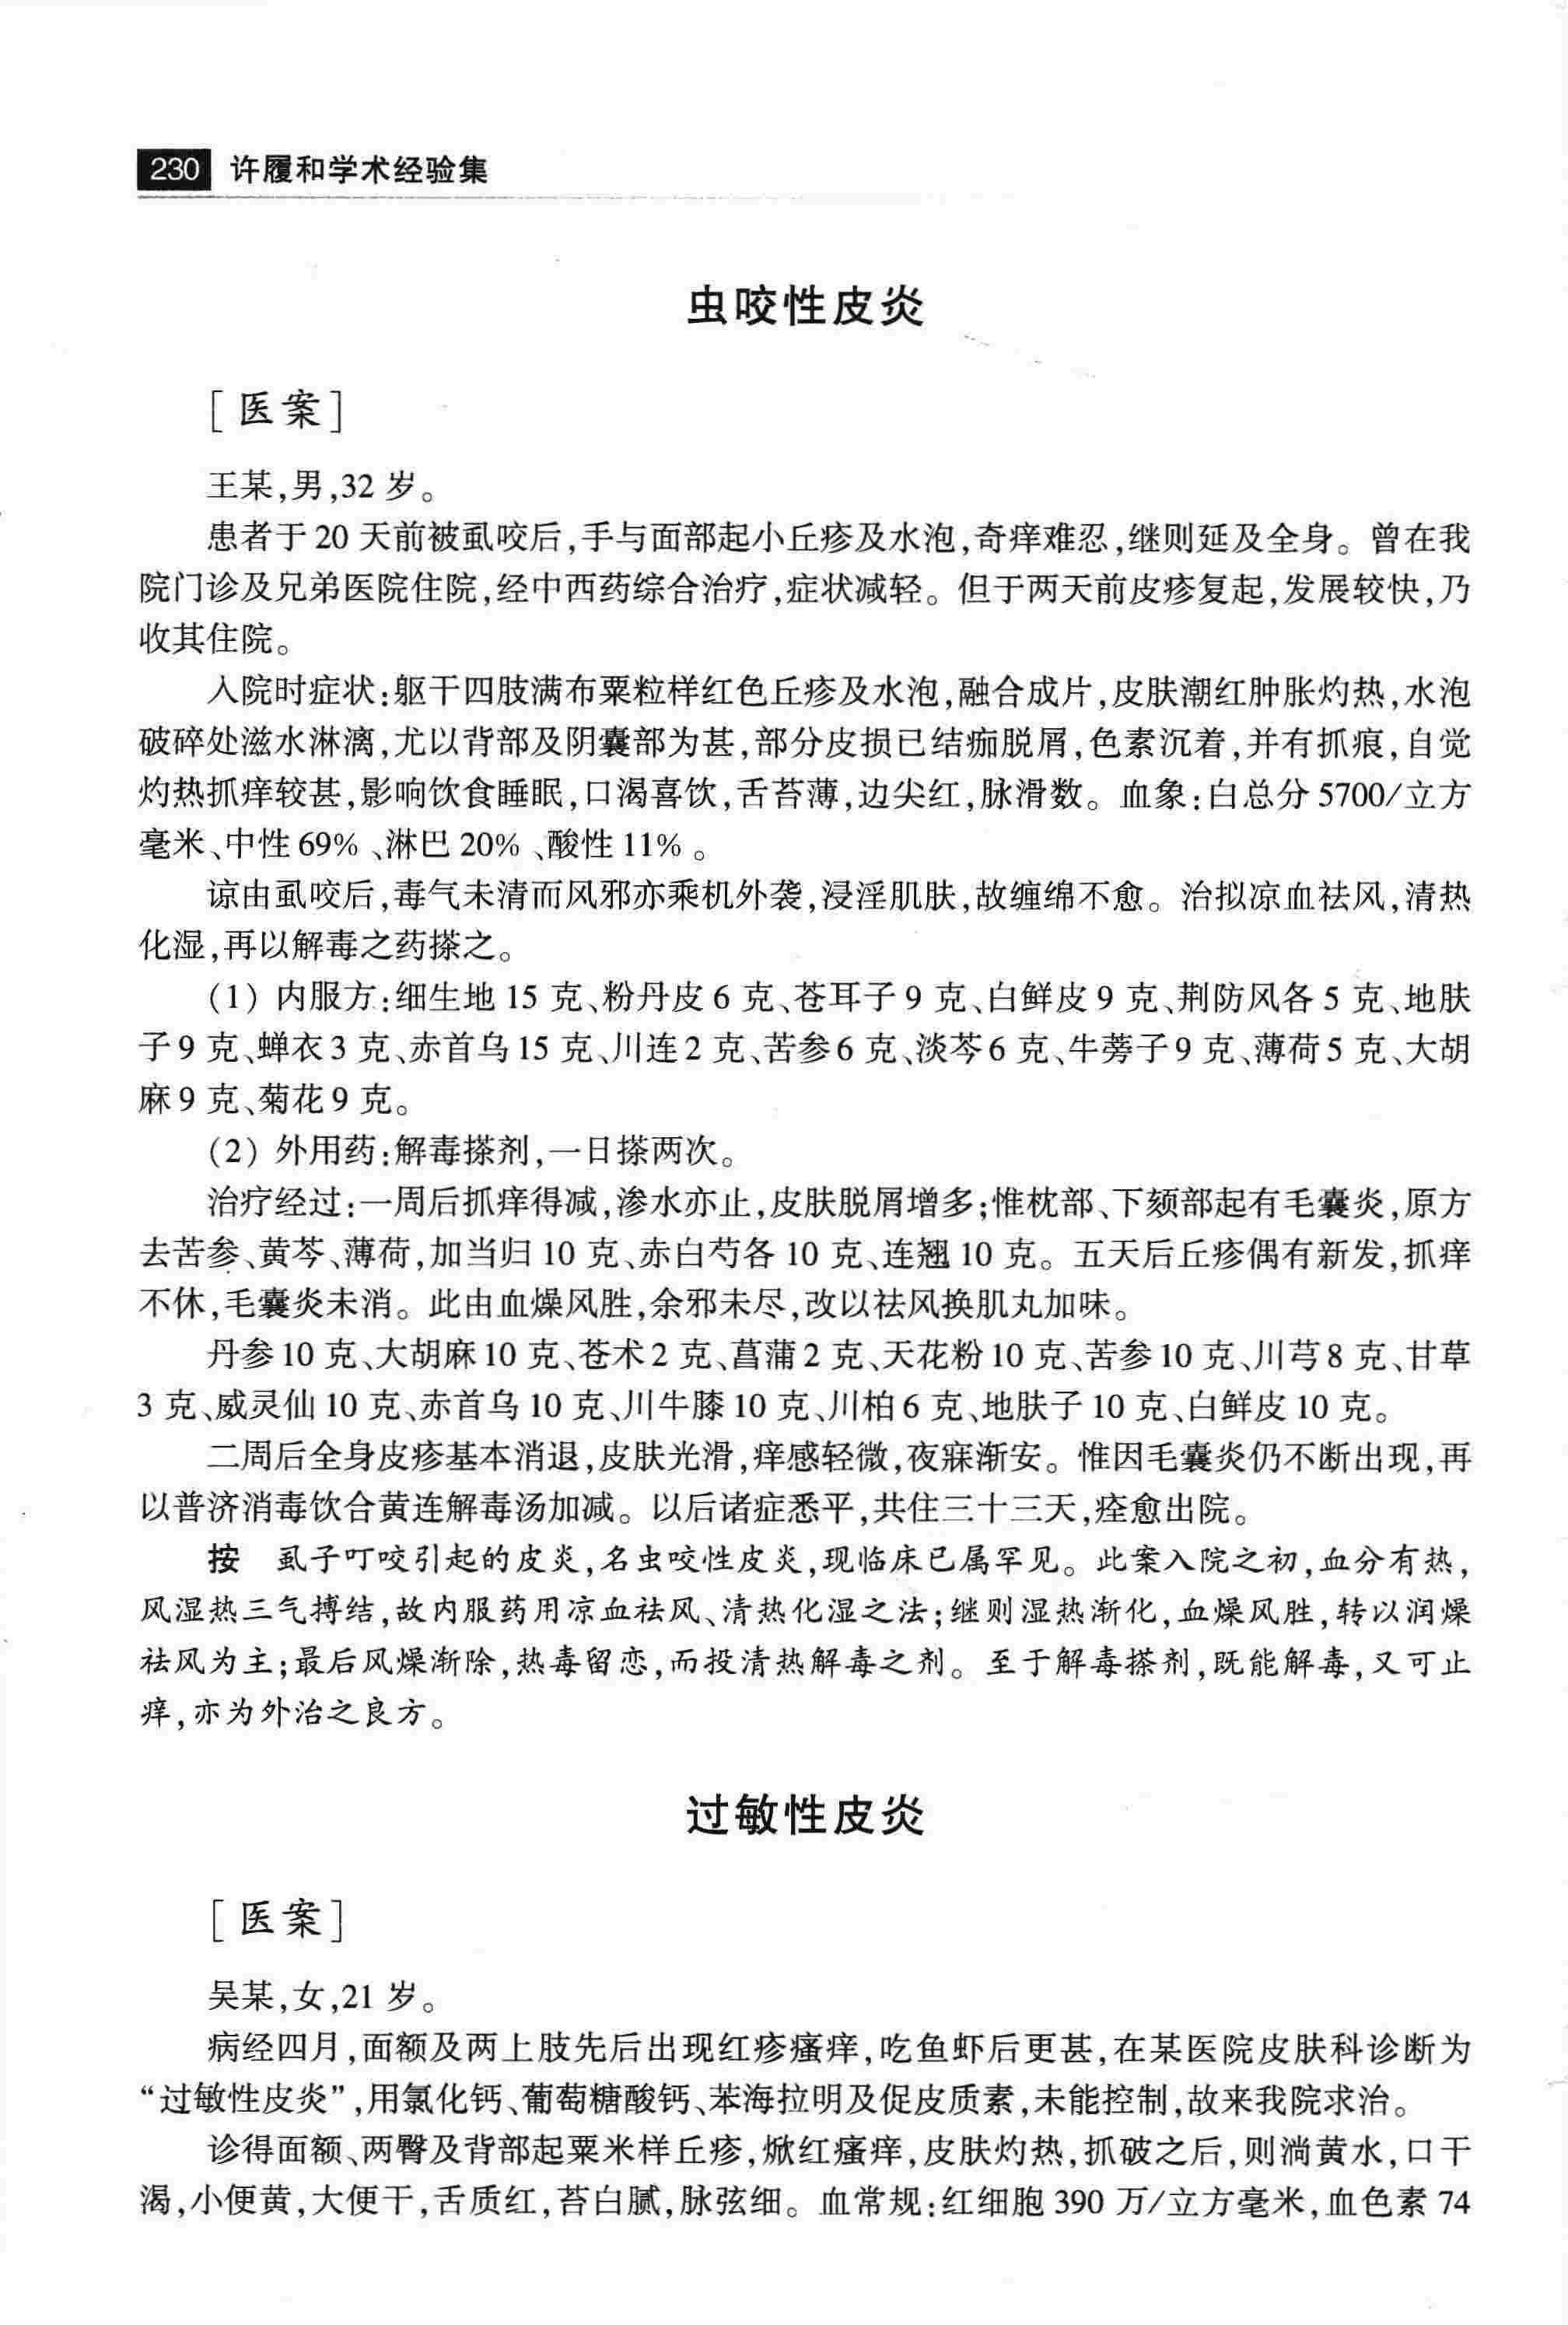 230 许履和学术经验集
虫咬性皮炎
［医案］
王某,男,32 岁。
患者于 20 天前被虱咬后,手与面部起小丘疹及水泡,奇痒难忍,继则延及全身。曾在我
院门诊及兄弟医院住院,经中西药综合治疗,症状减轻。但于两天前皮疹复起,发展较快,乃
收其住院。
入院时症状:躯干四肢满布粟粒样红色丘疹及水泡,融合成片,皮肤潮红肿胀灼热,水泡
破碎处滋水淋漓,尤以背部及阴囊部为甚,部分皮损已结痂脱屑,色素沉着,并有抓痕,自觉
灼热抓痒较甚,影响饮食睡眠,口渴喜饮,舌苔薄,边尖红,脉滑数。血象:白总分 5700/立方
毫米、中性 69% 、淋巴 20% 、酸性 11% 。
谅由虱咬后,毒气未清而风邪亦乘机外袭,浸淫肌肤,故缠绵不愈。治拟凉血祛风,清热
化湿,再以解毒之药搽之。
(1) 内服方:细生地 15 克、粉丹皮 6 克、苍耳子 9 克、白鲜皮 9 克、荆防风各 5 克、地肤
子 9 克、蝉衣 3 克、赤首乌 15 克、川连 2 克、苦参 6 克、淡芩 6 克、牛蒡子 9 克、薄荷 5 克、大胡
麻 9 克、菊花 9 克。
(2) 外用药:解毒搽剂,一日搽两次。
治疗经过:一周后抓痒得减,渗水亦止,皮肤脱屑增多;惟枕部、下颏部起有毛囊炎,原方
去苦参、黄芩、薄荷,加当归 10 克、赤白芍各 10 克、连翘 10 克。五天后丘疹偶有新发,抓痒
不休,毛囊炎未消。此由血燥风胜,余邪未尽,改以祛风换肌丸加味。
丹参 10 克、大胡麻 10 克、苍术 2 克、菖蒲 2 克、天花粉 10 克、苦参 10 克、川芎 8 克、甘草
3 克、威灵仙 10 克、赤首乌 10 克、川牛膝 10 克、川柏 6 克、地肤子 10 克、白鲜皮 10 克。
二周后全身皮疹基本消退,皮肤光滑,痒感轻微,夜寐渐安。惟因毛囊炎仍不断出现,再
以普济消毒饮合黄连解毒汤加减。以后诸症悉平,共住三十三天,痊愈出院。
按 虱子叮咬引起的皮炎,名虫咬性皮炎,现临床已属罕见。此案入院之初,血分有热,
风湿热三气搏结,故内服药用凉血祛风、清热化湿之法;继则湿热渐化,血燥风胜,转以润燥
祛风为主;最后风燥渐除,热毒留恋,而投清热解毒之剂。至于解毒搽剂,既能解毒,又可止
痒,亦为外治之良方。
过敏性皮炎
［医案］
吴某,女,21 岁。
病经四月,面额及两上肢先后出现红疹瘙痒,吃鱼虾后更甚,在某医院皮肤科诊断为
“过敏性皮炎”,用氯化钙、葡萄糖酸钙、苯海拉明及促皮质素,未能控制,故来我院求治。
诊得面额、两臀及背部起粟米样丘疹,焮红瘙痒,皮肤灼热,抓破之后,则淌黄水,口干
渴,小便黄,大便干,舌质红,苔白腻,脉弦细。血常规:红细胞 390 万/立方毫米,血色素 74